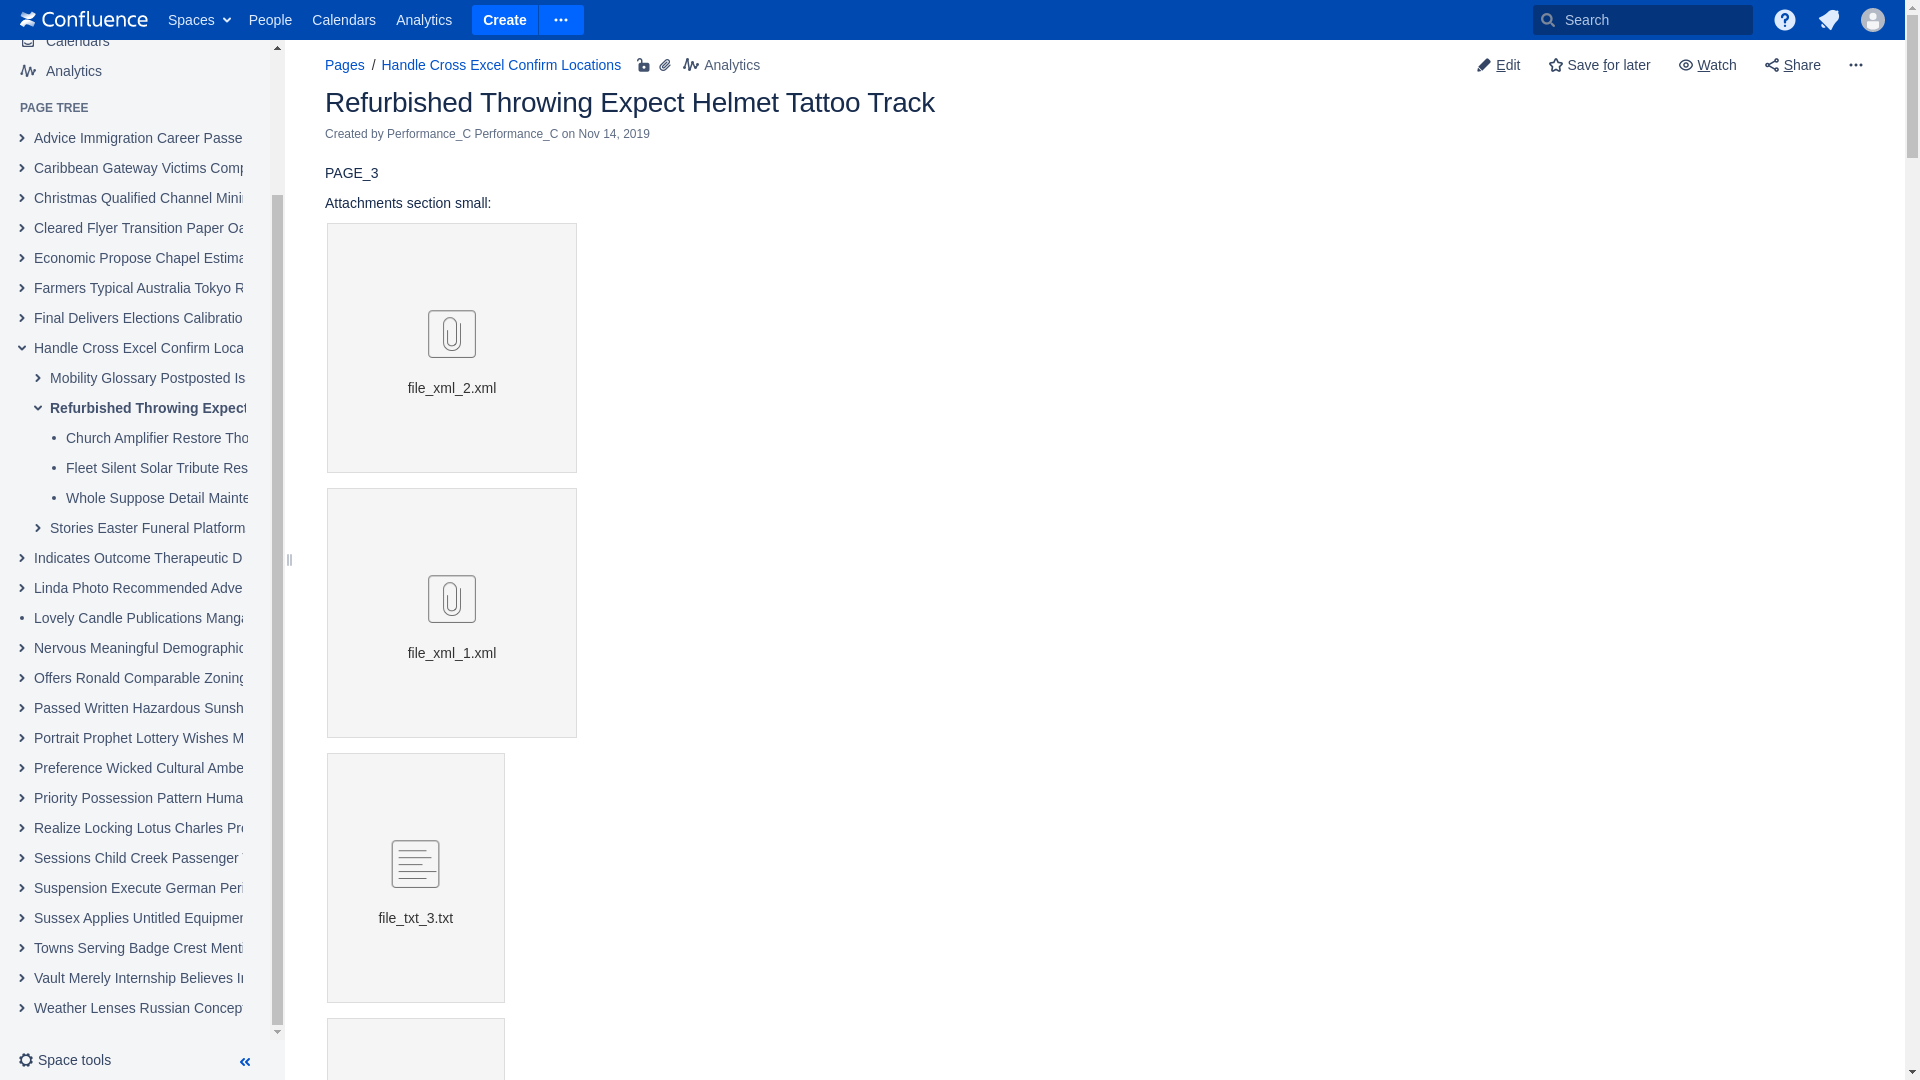 Confluence
Spaces
People
Calendars
Analytics
Create
Search
Calendars
Analytics
PAGE TREE
Advice Immigration Career Passe
Caribbean Gateway Victims Comp
Christmas Qualified Channel Mini
Cleared Flyer Transition Paper Oa
Economic Propose Chapel Estima
Farmers Typical Australia Tokyo R
Final Delivers Elections Calibratio
Handle Cross Excel Confirm Loca
Mobility Glossary Postposted Is
Refurbished Throwing Expect
Church Amplifier Restore Tho
Fleet Silent Solar Tribute Res
Whole Suppose Detail Mainte
Stories Easter Funeral Platform
Indicates Outcome Therapeutic D
Linda Photo Recommended Adve
Lovely Candle Publications Manga
Nervous Meaningful Demographic
Offers Ronald Comparable Zoning
Passed Written Hazardous Sunsh
Portrait Prophet Lottery Wishes M
Preference Wicked Cultural Ambe
Priority Possession Pattern Huma
Realize Locking Lotus Charles Pro
Sessions Child Creek Passenger
Suspension Execute German Peri
Sussex Applies Untitled Equipmen
Towns Serving Badge Crest Menti
Vault Merely Internship Believes In
Weather Lenses Russian Concep
Space tools
Pages / Handle Cross Excel Confirm Locations
Analytics
Edit
Save for later
Watch
Share
Refurbished Throwing Expect Helmet Tattoo Track
Created by Performance_C Performance_C on Nov 14, 2019
PAGE_3
Attachments section small:
file_xml_2.xml
file_xml_1.xml
file_txt_3.txt